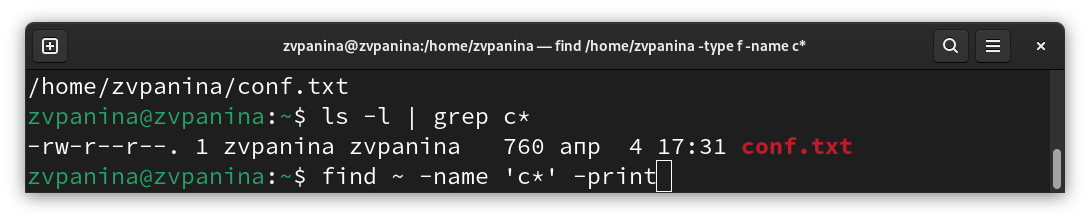 zvpanina@zvpanina:/home/zvpanina — find /home/zvpanina -type f -name c*
/home/zvpanina/conf.txt
zvpanina@zvpanina:~$ ls -l | grep c*
-rw-r--r--. 1 zvpanina zvpanina   760 апр  4 17:31 conf.txt
zvpanina@zvpanina:~$ find ~ -name 'c*' -print